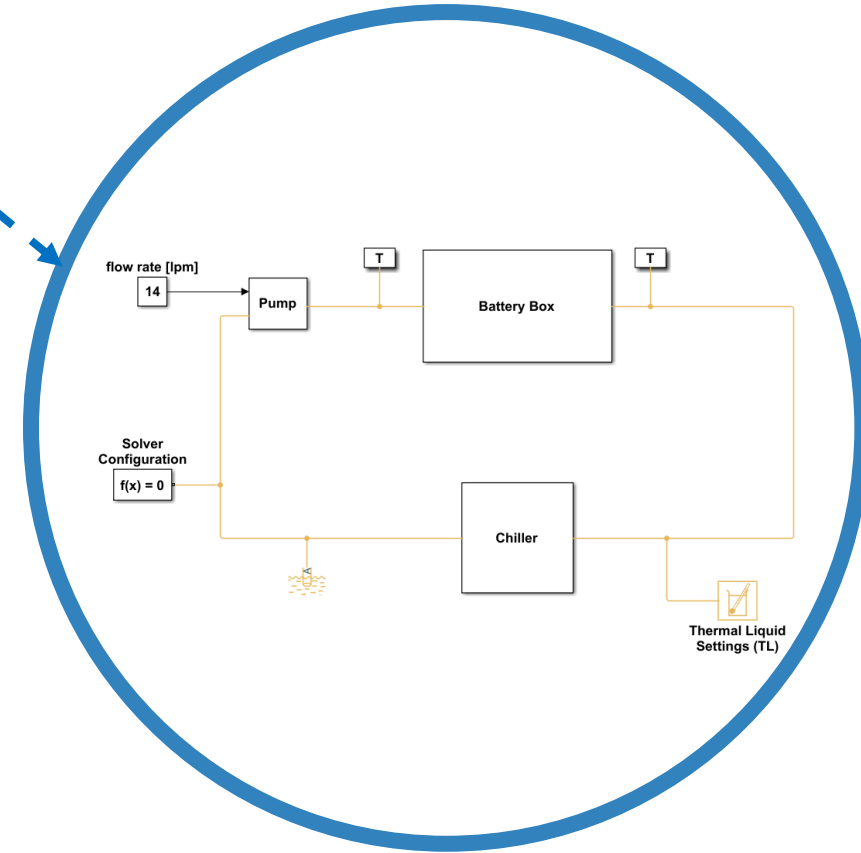 T
T
flow rate [lpm]
14
Pump
Battery Box
Solver
Configuration
f(x) = 0
Chiller
A
Thermal Liquid
Settings (TL)